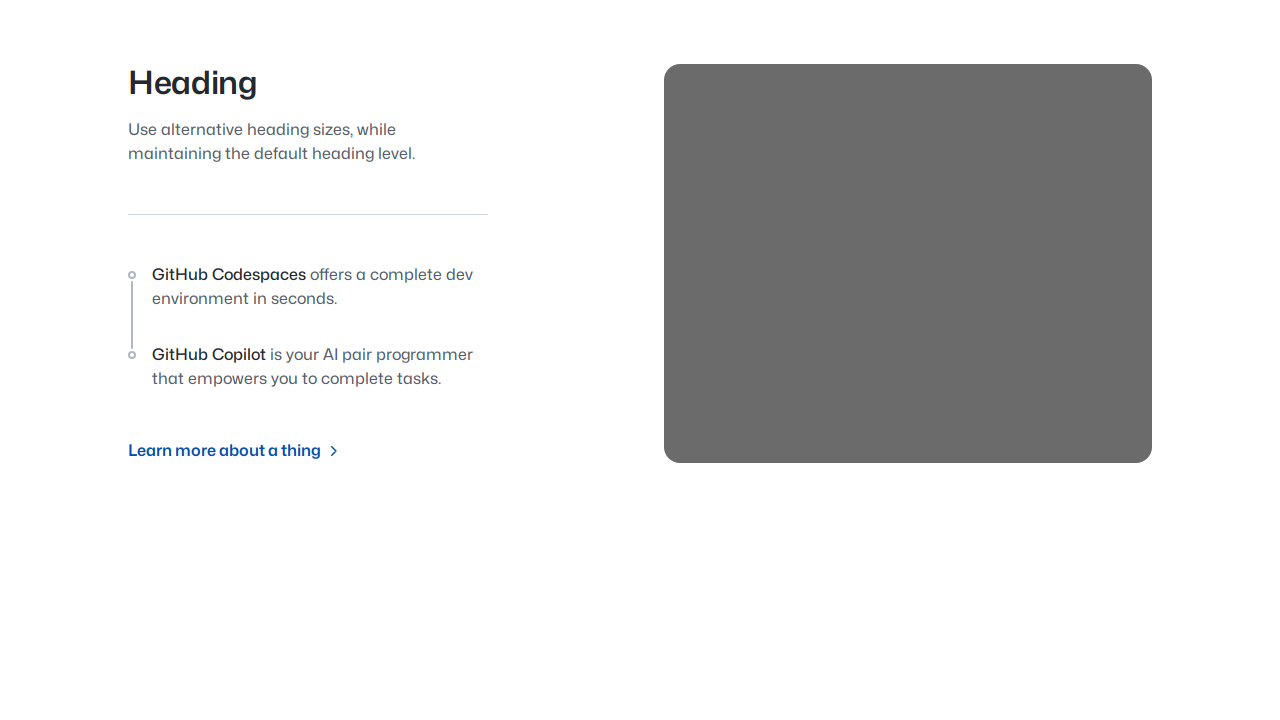 Heading
Use alternative heading sizes, while
maintaining the default heading level.
GitHub Codespaces offers a complete dev
environment in seconds.
GitHub Copilot is your AI pair programmer
that empowers you to complete tasks.
Learn more about a thing